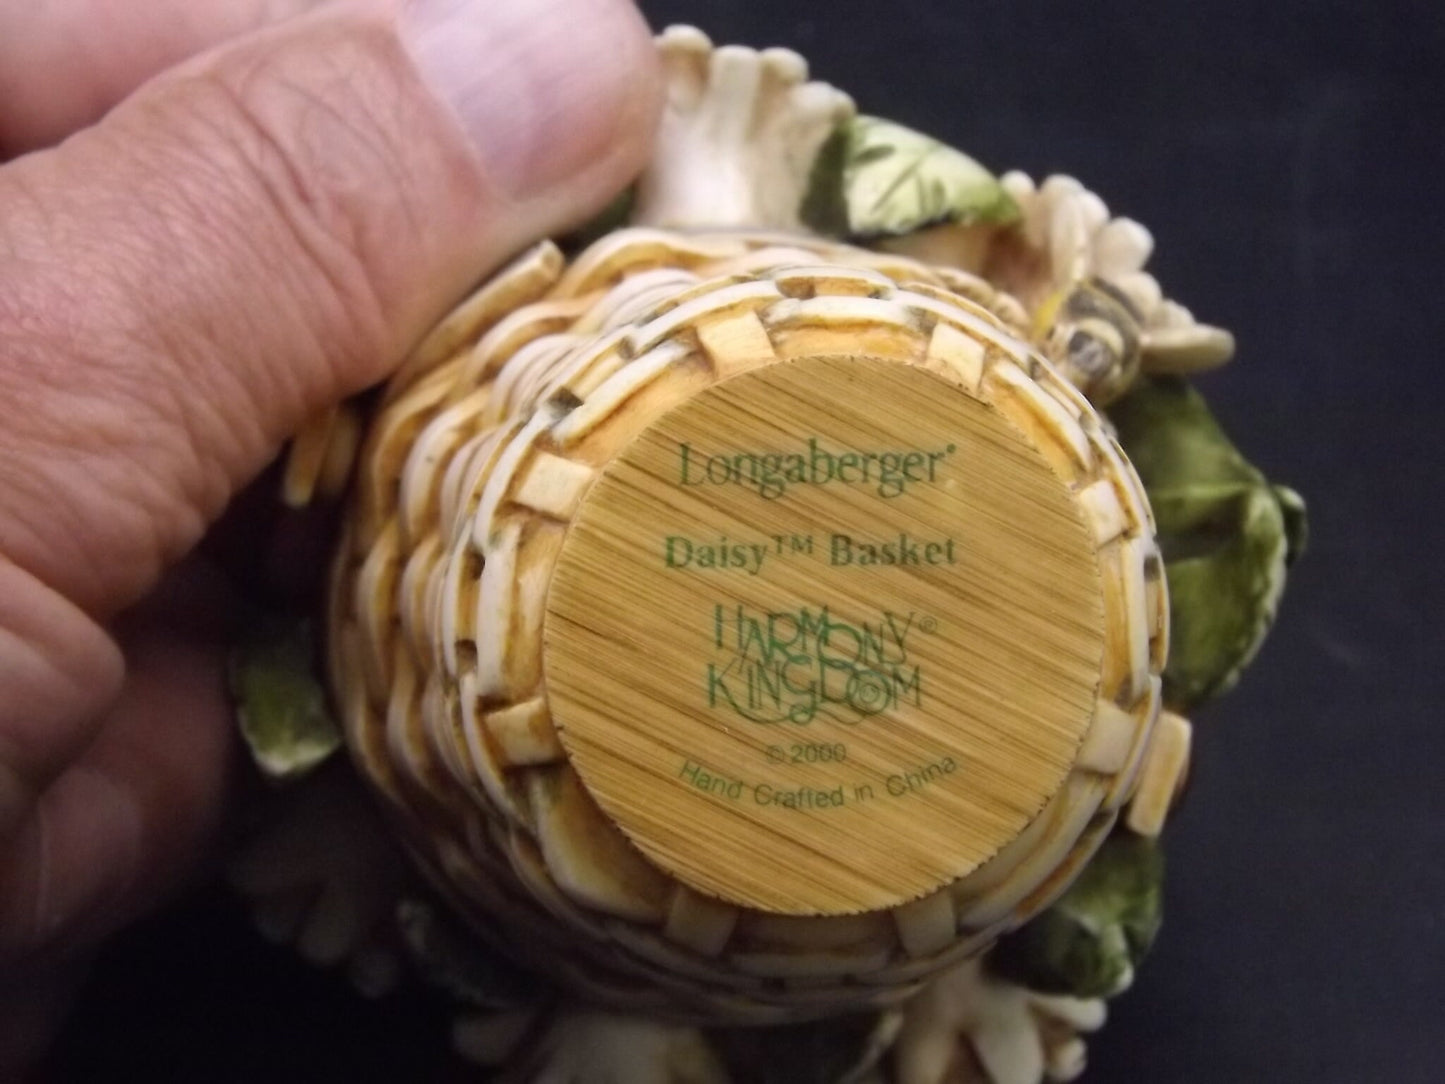 Longaberger®
Daisy™ Basket
HARMONY®
KINGDOM
© 2000
Hand Crafted in China